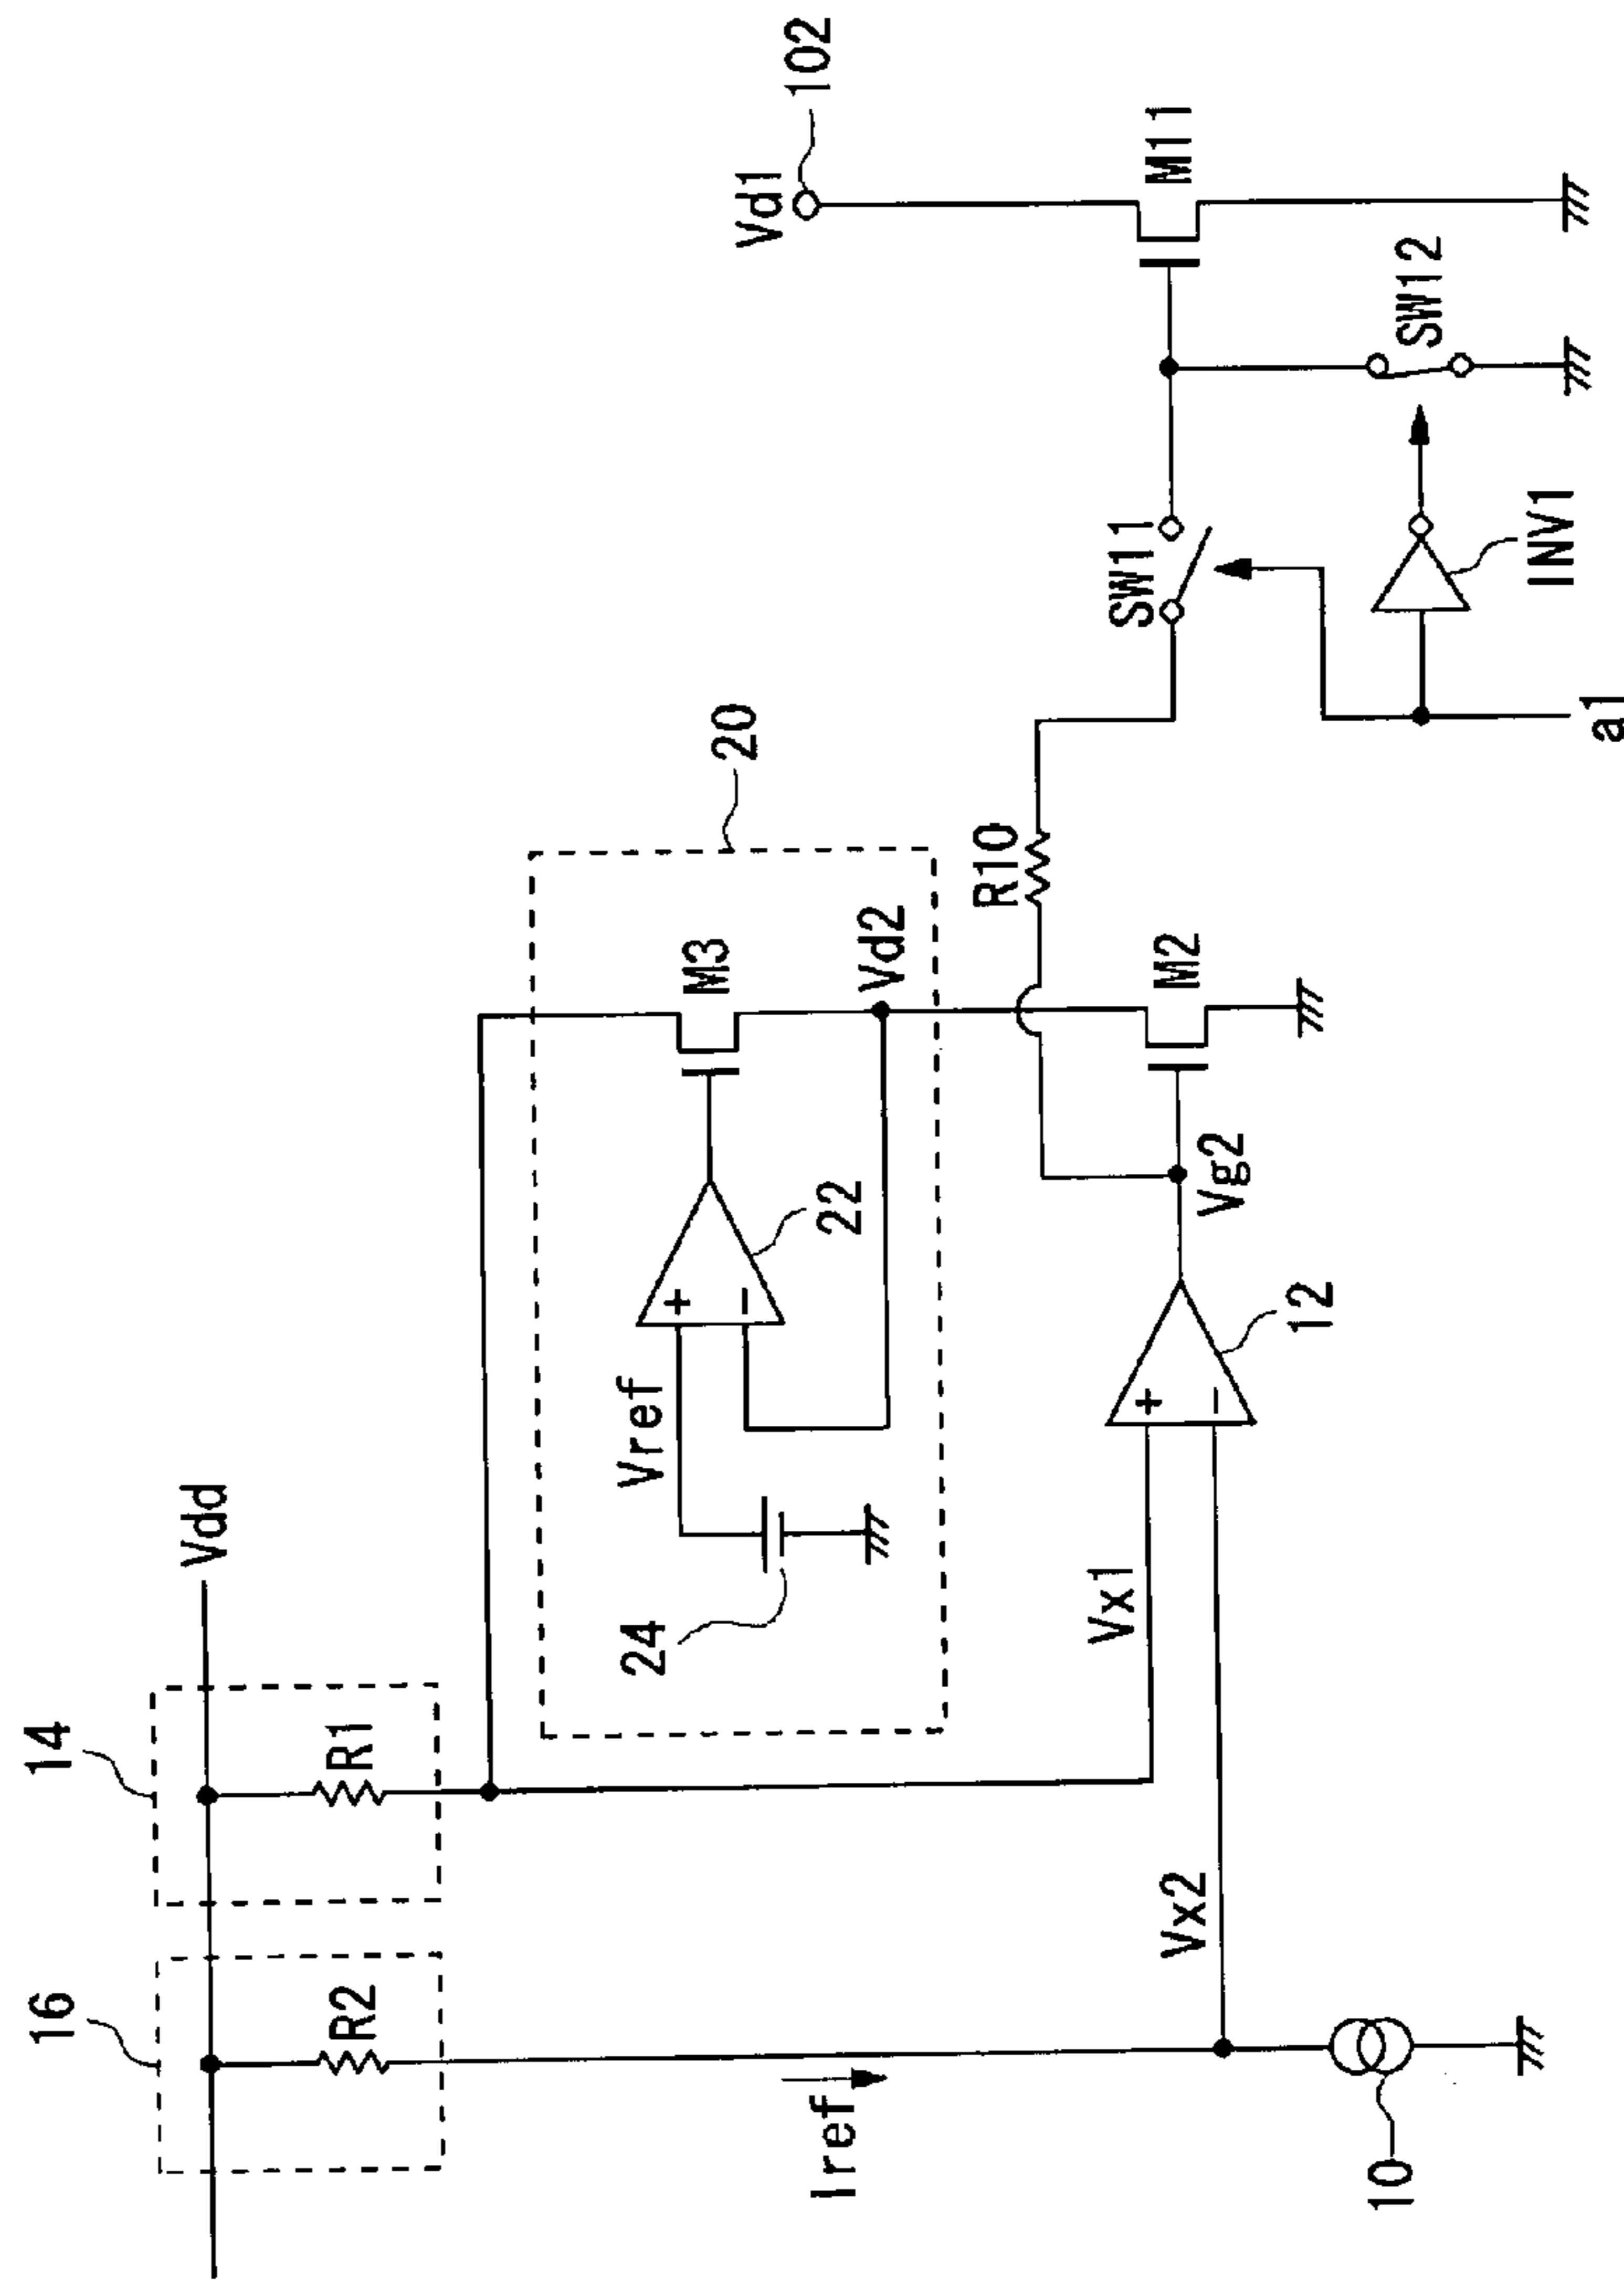 16
14
Vdd
R2
R1
20
M3
Vref
22
24
Vd2
Vd1
102
R10
SW11
M11
Iref
Vx2
Vx1
12
Vg2
M2
SW12
INV1
10
a1